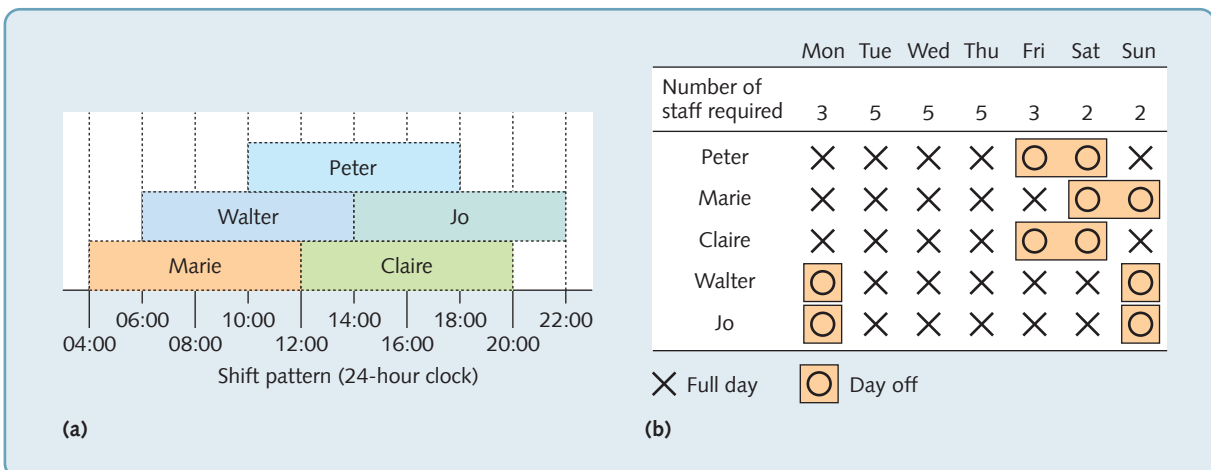 Peter
Walter Jo
Marie Claire
06:00 10:00 14:00 18:00 22:00
04:00 08:00 12:00 16:00 20:00
Shift pattern (24-hour clock)
(a)
Mon Tue Wed Thu Fri Sat Sun
Number of
staff required 3 5 5 5 3 2 2
Peter
Marie
Claire
Walter
Jo
Full day Day off
(b)